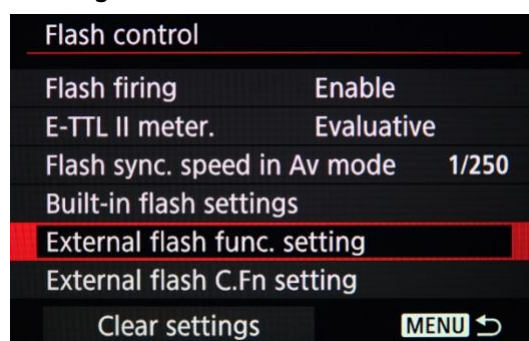 Flash control
Flash firing Enable
E-TTL II meter. Evaluative
Flash sync. speed in Av mode 1/250
Built-in flash settings
External flash func. setting
External flash C.Fn setting
Clear settings MENU